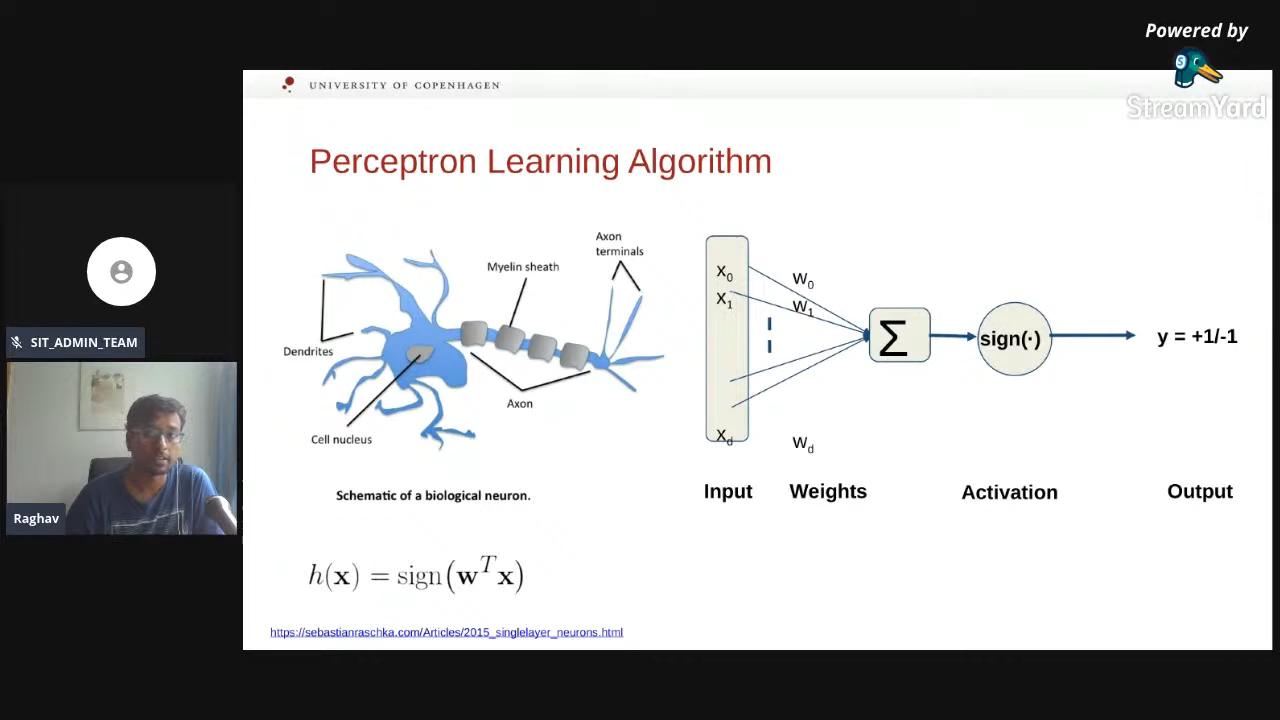 Powered by
S
StreamYard
UNIVERSITY OF COPENHAGEN
Perceptron Learning Algorithm
Axon
terminals
Myelin sheath
Dendrites
Axon
Cell nucleus
Schematic of a biological neuron.
x0
x1
xd
w0
w1
wd
Σ
sign(·)
y = +1/-1
Input
Weights
Activation
Output
h(x) = sign(w^T x)
https://sebastianraschka.com/Articles/2015_singlelayer_neurons.html
SIT_ADMIN_TEAM
Raghav